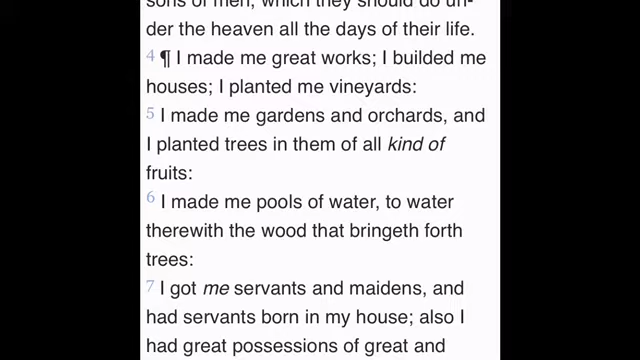 sons of men, which they should do un-
der the heaven all the days of their life.
4 ¶ I made me great works; I builded me
houses; I planted me vineyards:
5 I made me gardens and orchards, and
I planted trees in them of all kind of
fruits:
6 I made me pools of water, to water
therewith the wood that bringeth forth
trees:
7 I got me servants and maidens, and
had servants born in my house; also I
had great possessions of great and